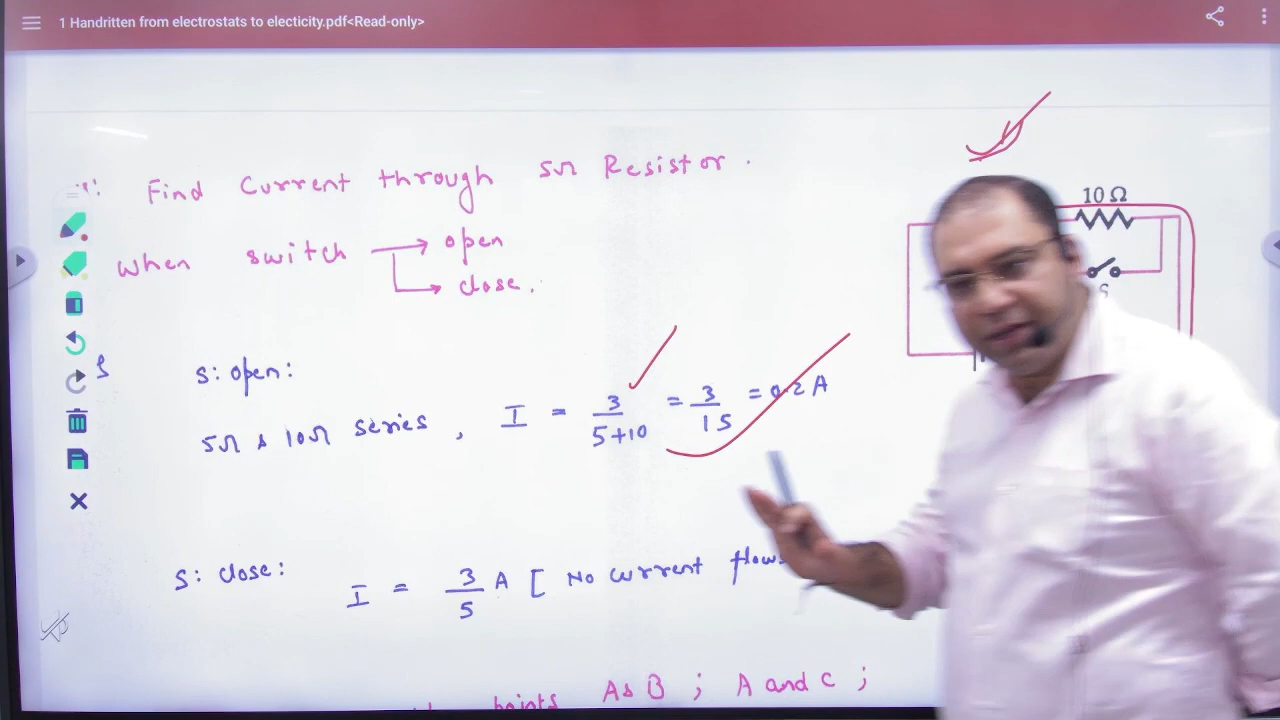 1 Handritten from electrostats to electicity.pdf<Read-only>
Find Current through 5Ω Resistor.
When switch → open
→ close.
10 Ω
S
S: open:
5Ω & 10Ω series, I = 3/(5+10) = 3/15 = 0.2 A
S: close:
I = 3/5 A [ No current flows
points A & B ; A and C ;